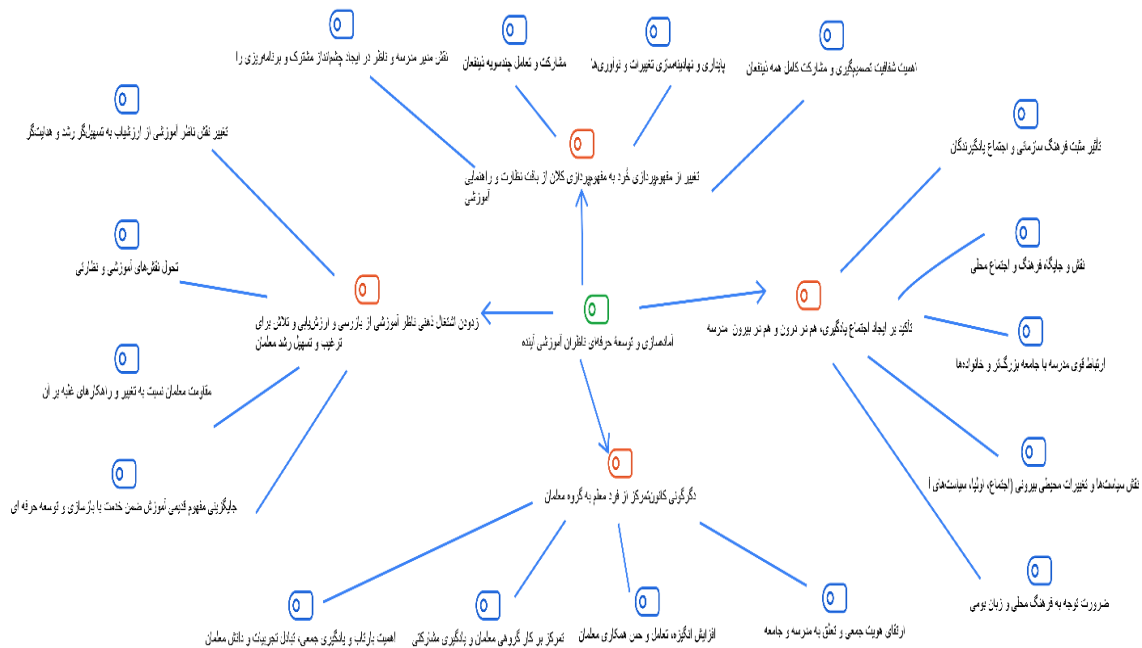 نقش مدیر مدرسه و ناظر در ایجاد چشم‌انداز مشترک و برنامه‌ریزی را
مشارکت و تعامل چندسویه ذینفعان
پایداری و نهادینه‌سازی تغییرات و نوآوری‌ها
اهمیت شفافیت تصمیم‌گیری و مشارکت کامل همه ذینفعان
تغییر نقش ناظر آموزشی از ارزشیاب به تسهیل‌گر رشد و هدایت‌گر
تأثیر مثبت فرهنگ سازمانی و اجتماع یادگیرندگان
تغییر از مفهوم‌پردازی خُرد به مفهوم‌پردازی کلان از بافت نظارت و راهنمایی
آموزشی
تحول نقش‌های آموزشی و نظارتی
نقش و جایگاه فرهنگ و اجتماع محلی
زدودن اشتغال ذهنی ناظر آموزشی از بازرسی و ارزش‌یابی و تلاش برای
ترغیب و تسهیل رشد معلمان
آماده‌سازی و توسعهٔ حرفه‌ای ناظران آموزشی آینده
تأکید بر ایجاد اجتماع یادگیری، هم در درون و هم در بیرون مدرسه
ارتباط قوی مدرسه با جامعه بزرگ‌تر و خانواده‌ها
مقاومت معلمان نسبت به تغییر و راهکارهای غلبه بر آن
جایگزینی مفهوم قدیمی آموزش ضمن خدمت با بازسازی و توسعه حرفه ای
دگرگونی کانون‌تمرکز از فرد معلم به گروه معلمان
نقش سیاست‌ها و تغییرات محیطی بیرونی (اجتماع، اولیا، سیاست‌های آ
ضرورت توجه به فرهنگ محلی و زبان بومی
اهمیت بازتاب و یادگیری جمعی، تبادل تجربیات و دانش معلمان
تمرکز بر کار گروهی معلمان و یادگیری مشارکتی
افزایش انگیزه، تعامل و حس همکاری معلمان
ارتقای هویت جمعی و تعلق به مدرسه و جامعه